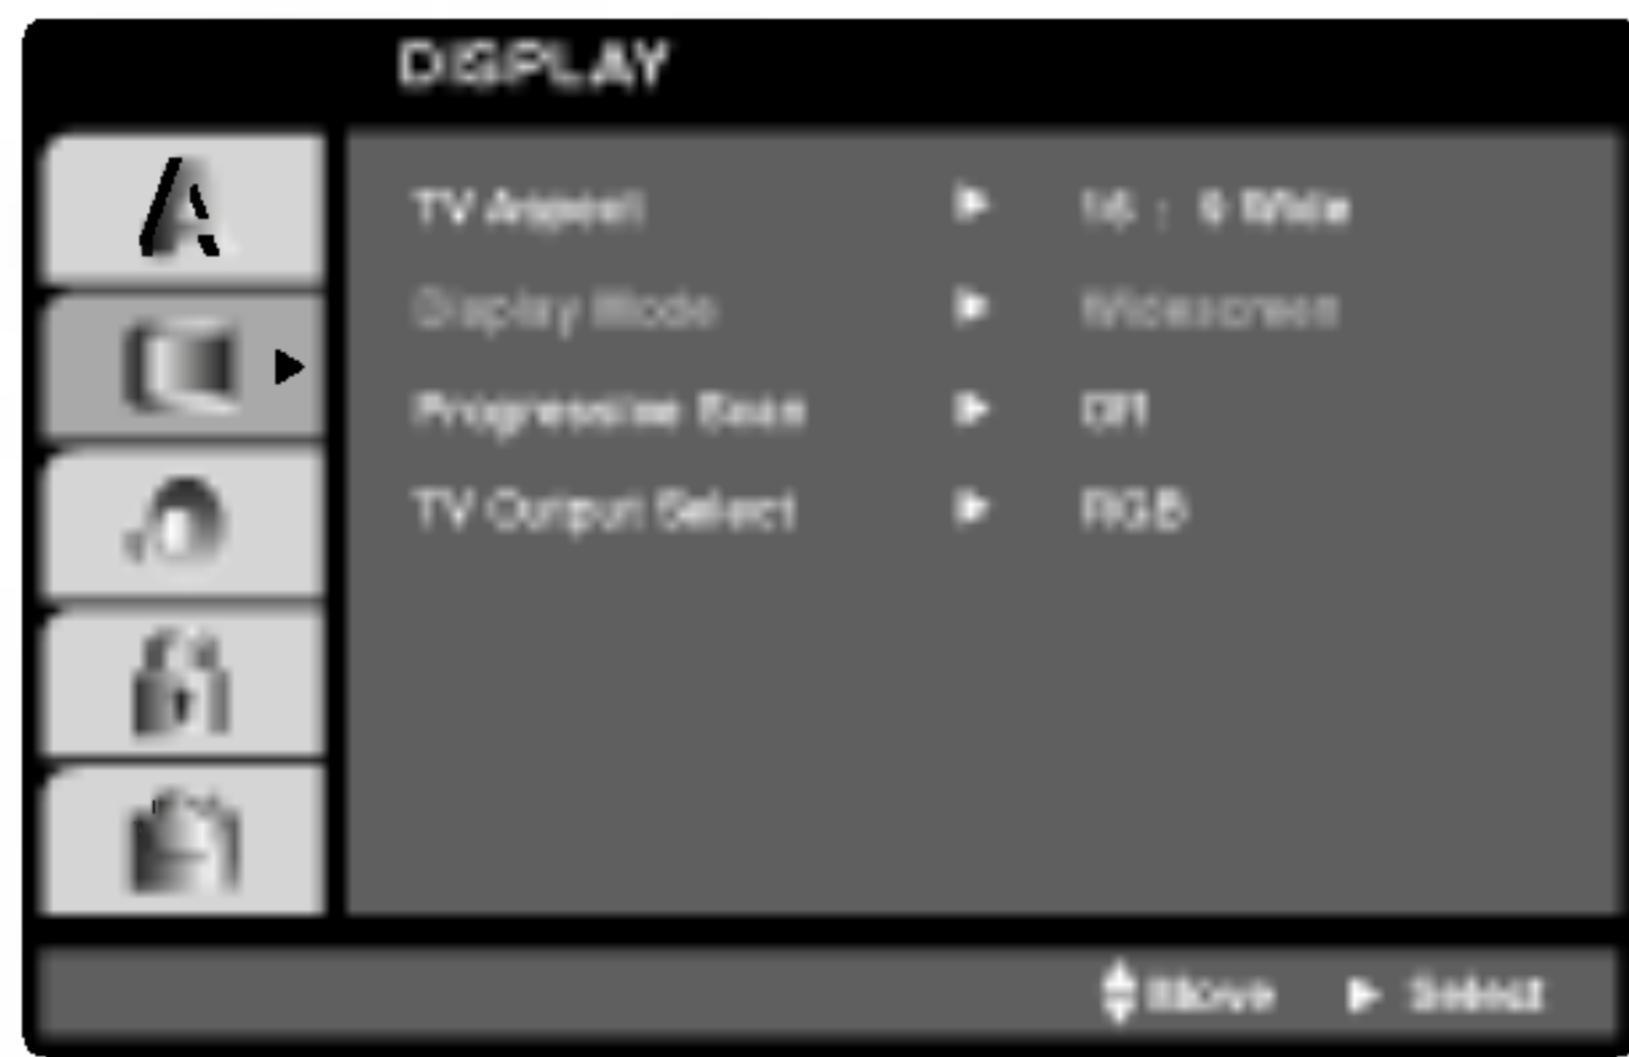 DISPLAY
TV Aspect ► 16 : 9 Wide
Display Mode ► Widescreen
Progressive Scan ► Off
TV Output Select ► RGB
Move ► Select